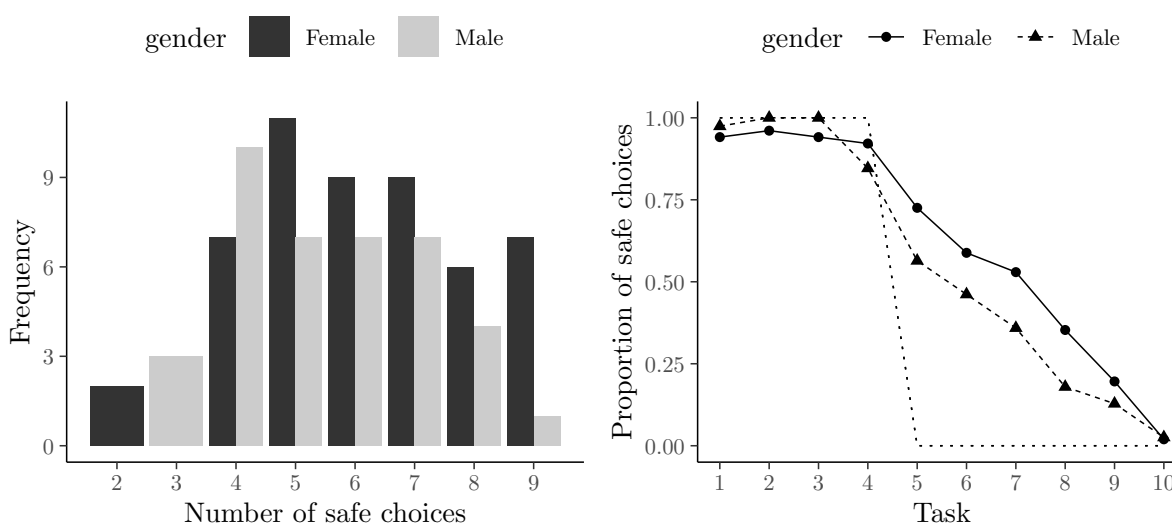 gender Female Male
9
6
3
0
Frequency
2 3 4 5 6 7 8 9
Number of safe choices
gender Female Male
1.00
0.75
0.50
0.25
0.00
Proportion of safe choices
1 2 3 4 5 6 7 8 9 10
Task